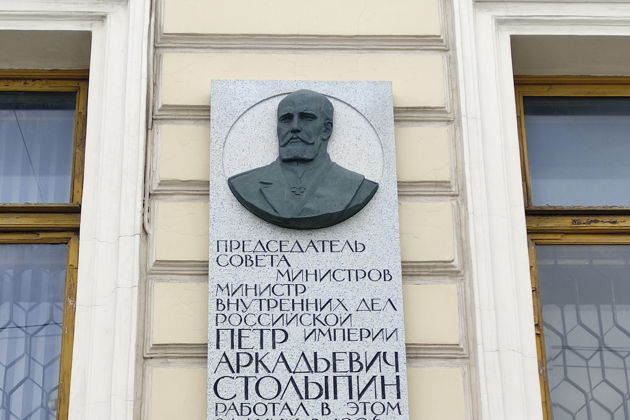 ПРЕДСЕДАТЕЛЬ
СОВЕТА
МИНИСТРОВ
МИНИСТР
ВНУТРЕННИХ ДЕЛ
РОССИЙСКОЙ
ИМПЕРИИ
ПЕТР
АРКАДЬЕВИЧ
СТОЛЫПИН
РАБОТАЛ В ЭТОМ